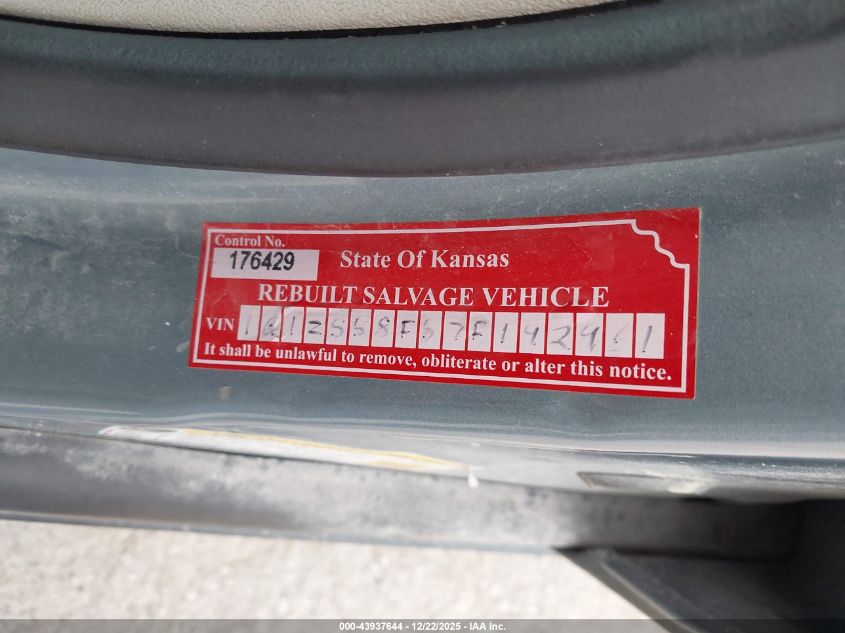 Control No.
176429
State Of Kansas
REBUILT SALVAGE VEHICLE
VIN
It shall be unlawful to remove, obliterate or alter this notice.
000-43937644 - 12/22/2025 - IAA Inc.